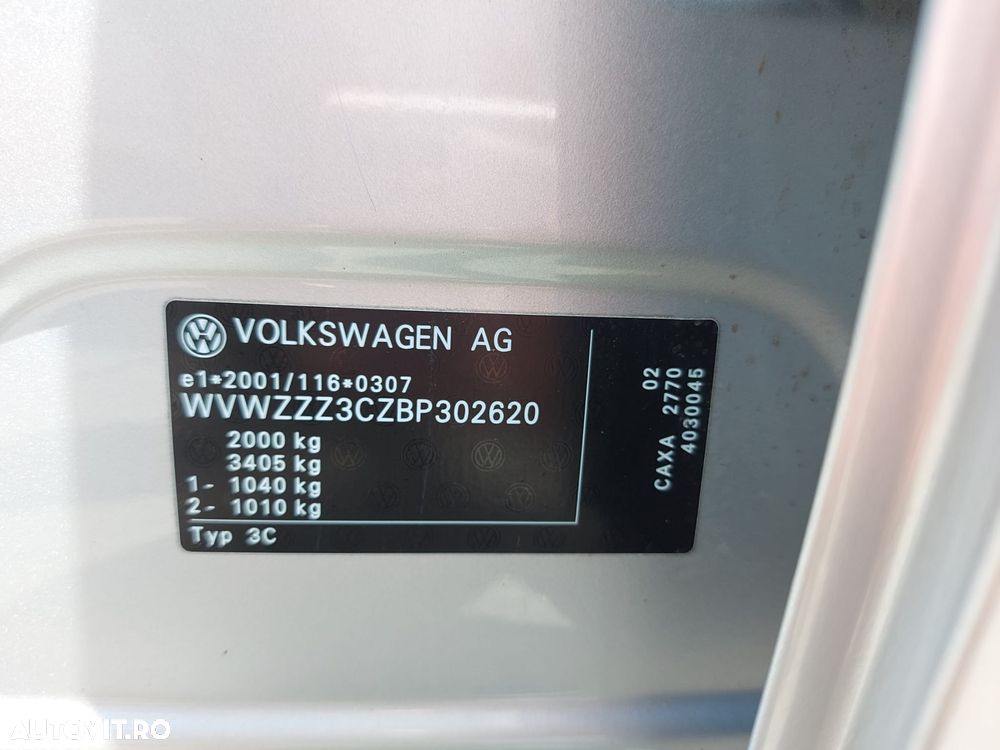 VOLKSWAGEN AG
e1*2001/116*0307
WVWZZZ3CZBP302620
2000 kg
3405 kg
1- 1040 kg
2- 1010 kg
Typ 3C
02
CAXA 2770
4030045
AUTOVIT.RO